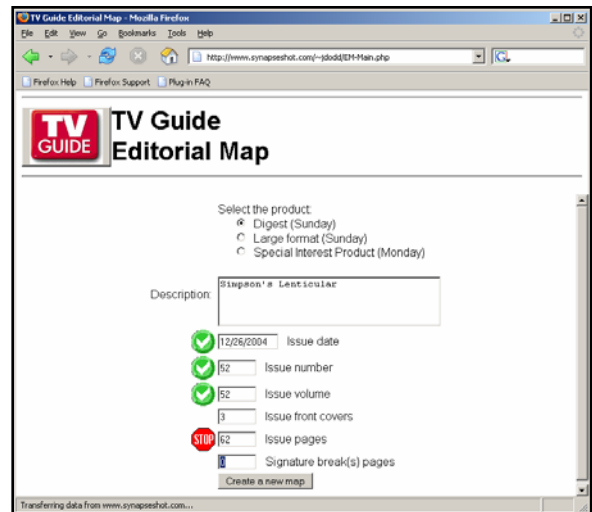 TV Guide Editorial Map - Mozilla Firefox
File Edit View Go Bookmarks Tools Help
http://www.synapseshot.com/~jdodd/EM-Main.php
G
Firefox Help Firefox Support Plug-in FAQ
TV
GUIDE
TV Guide
Editorial Map
Select the product:
Digest (Sunday)
Large format (Sunday)
Special Interest Product (Monday)
Description:
Simpson's Lenticular
12/26/2004 Issue date
52 Issue number
52 Issue volume
3 Issue front covers
STOP 62 Issue pages
0 Signature break(s) pages
Create a new map
Transferring data from www.synapseshot.com...